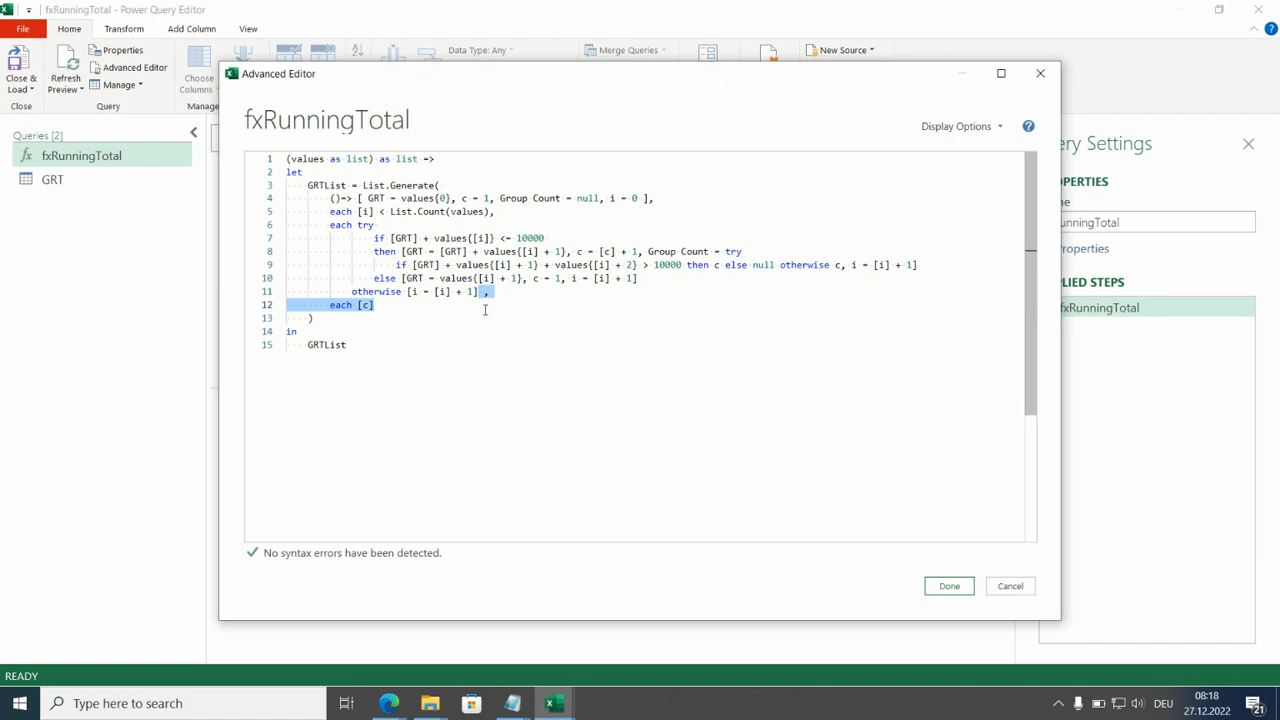 fxRunningTotal - Power Query Editor
File Home Transform Add Column View
Close & Load
Refresh Preview
Properties
Advanced Editor
Manage
Choose Columns
Data Type: Any
Merge Queries
New Source
Close Query Manage
Queries [2]
fxRunningTotal
GRT
Advanced Editor
fxRunningTotal
Display Options
1 (values as list) as list =>
2 let
3 GRTList = List.Generate(
4 ()=> [ GRT = values{0}, c = 1, Group Count = null, i = 0 ],
5 each [i] < List.Count(values),
6 each try
7 if [GRT] + values{[i]} <= 10000
8 then [GRT = [GRT] + values{[i] + 1}, c = [c] + 1, Group Count = try
9 if [GRT] + values{[i] + 1} + values{[i] + 2} > 10000 then c else null otherwise c, i = [i] + 1]
10 else [GRT = values{[i] + 1}, c = 1, i = [i] + 1]
11 otherwise [i = [i] + 1] ,
12 each [c]
13 )
14 in
15 GRTList
No syntax errors have been detected.
Done Cancel
ery Settings
OPERTIES
me
unningTotal
Properties
PLIED STEPS
fxRunningTotal
READY
Type here to search
DEU
08:18
27.12.2022
21